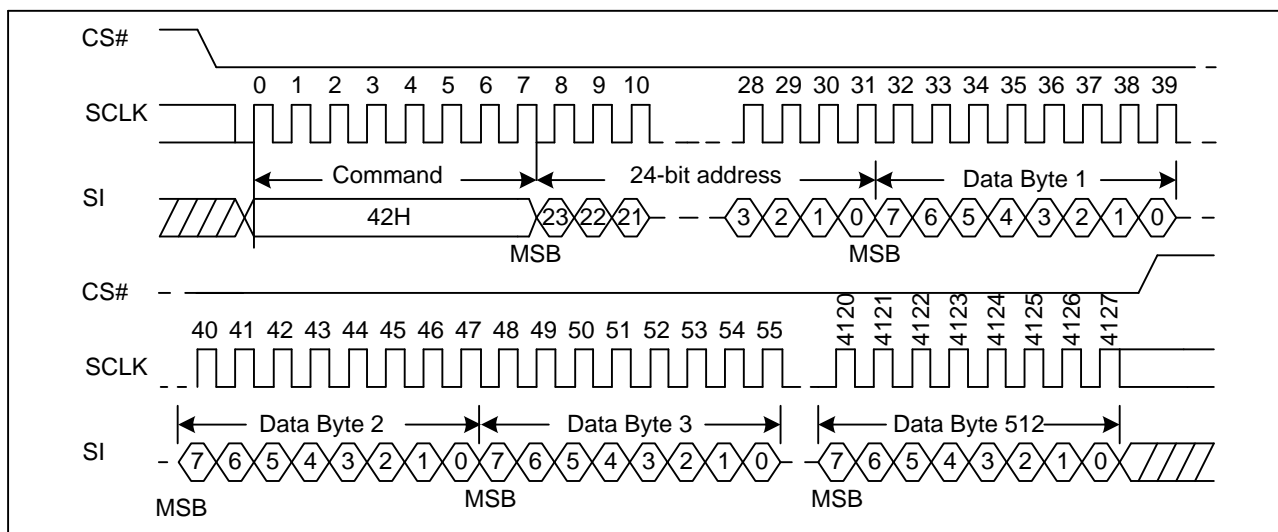 CS#
0 1 2 3 4 5 6 7 8 9 10 28 29 30 31 32 33 34 35 36 37 38 39
SCLK
Command 24-bit address Data Byte 1
SI
42H 23 22 21 3 2 1 0 7 6 5 4 3 2 1 0
MSB MSB
CS#
40 41 42 43 44 45 46 47 48 49 50 51 52 53 54 55 4120 4121 4122 4123 4124 4125 4126 4127
SCLK
Data Byte 2 Data Byte 3 Data Byte 512
SI
7 6 5 4 3 2 1 0 7 6 5 4 3 2 1 0 7 6 5 4 3 2 1 0
MSB MSB MSB